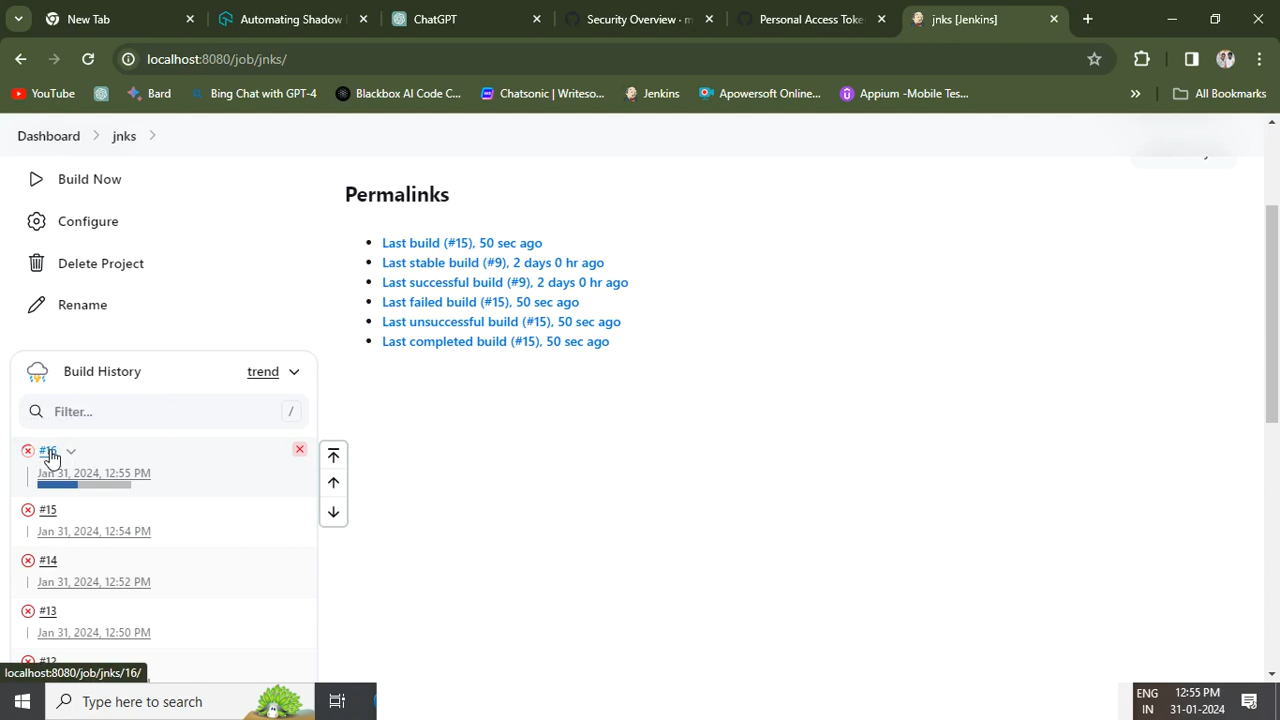 New Tab
Automating Shadow
ChatGPT
Security Overview - m
Personal Access Toke
jnks [Jenkins]
localhost:8080/job/jnks/
YouTube
Bard
Bing Chat with GPT-4
Blackbox AI Code C...
Chatsonic | Writeso...
Jenkins
Apowersoft Online...
Appium -Mobile Tes...
»
All Bookmarks
Dashboard
jnks
Build Now
Configure
Delete Project
Rename
Permalinks
Last build (#15), 50 sec ago
Last stable build (#9), 2 days 0 hr ago
Last successful build (#9), 2 days 0 hr ago
Last failed build (#15), 50 sec ago
Last unsuccessful build (#15), 50 sec ago
Last completed build (#15), 50 sec ago
Build History
trend
Filter...
/
#16
Jan 31, 2024, 12:55 PM
#15
Jan 31, 2024, 12:54 PM
#14
Jan 31, 2024, 12:52 PM
#13
Jan 31, 2024, 12:50 PM
#12
localhost:8080/job/jnks/16/
Type here to search
ENG
IN
12:55 PM
31-01-2024